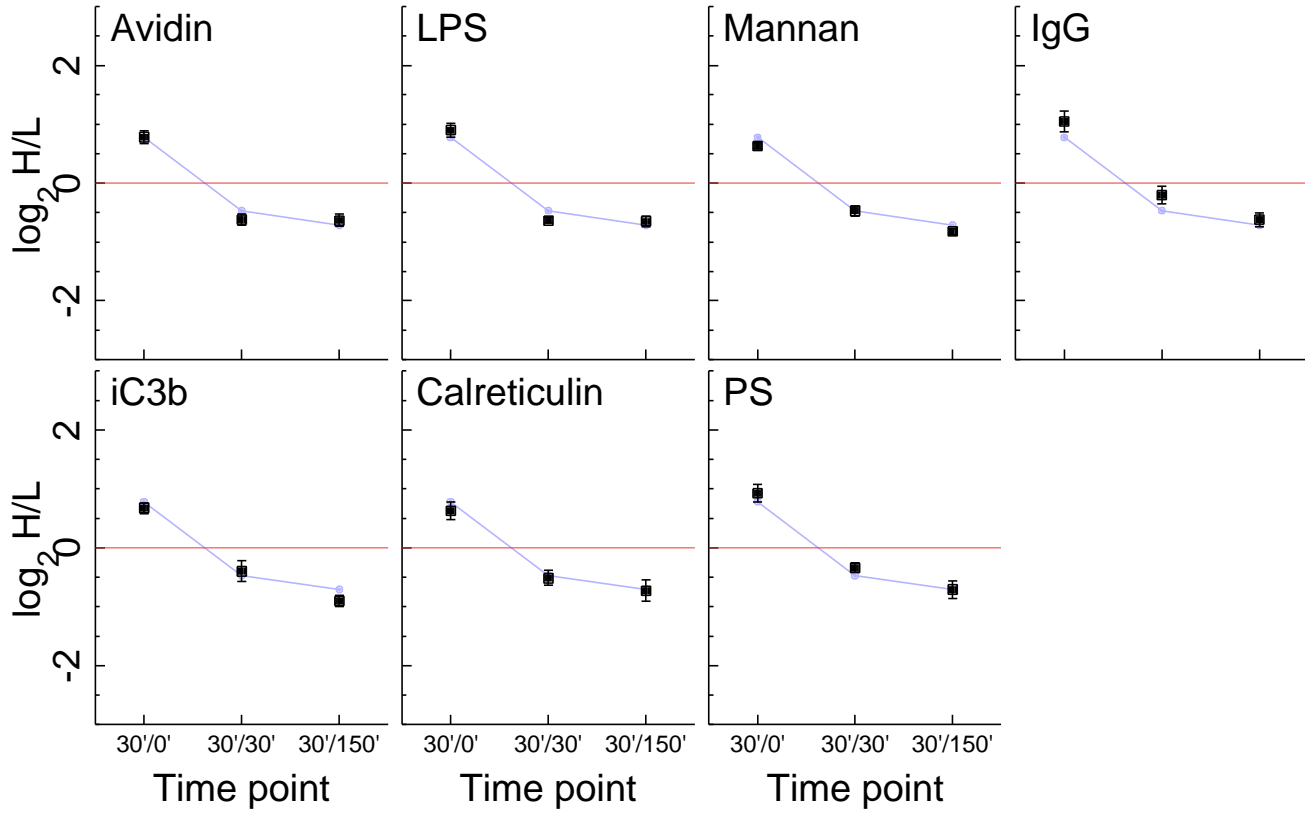 Avidin
LPS
Mannan
IgG
log2 H/L
2
0
-2
iC3b
Calreticulin
PS
log2 H/L
2
0
-2
30'/0' 30'/30' 30'/150'
30'/0' 30'/30' 30'/150'
30'/0' 30'/30' 30'/150'
Time point
Time point
Time point